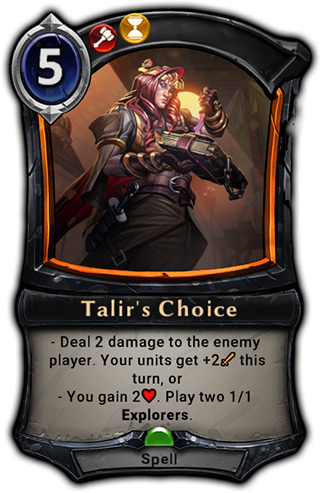 5
Talir's Choice
- Deal 2 damage to the enemy
player. Your units get +2 this
turn, or
- You gain 2. Play two 1/1
Explorers.
Spell